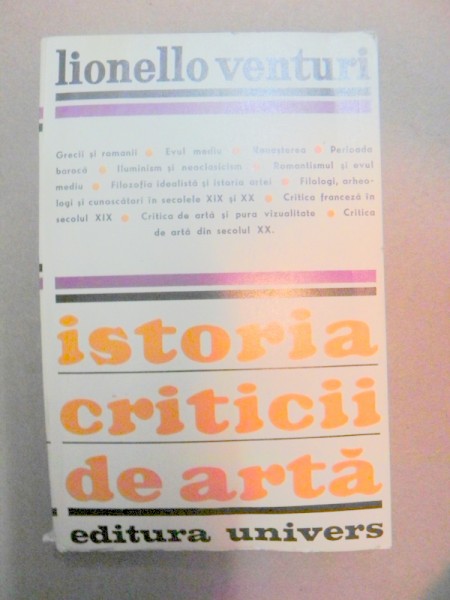 lionello venturi
Grecii și romanii • Evul mediu • Renașterea • Perioada
barocă • Iluminism și neoclasicism • Romantismul și evul
mediu • Filosofia idealistă și istoria artei • Filologi, arheo-
logi și cunoscători în secolele XIX și XX • Critica franceză în
secolul XIX • Critica de artă și pura vizualitate • Critica
de artă din secolul XX.
istoria
criticii
de artă
editura univers